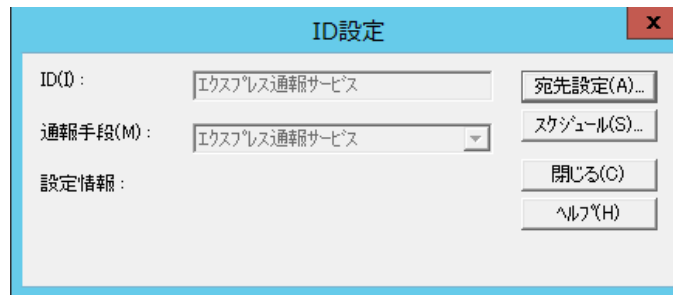 ID設定
x
ID(I) :
ｴｸｽﾌﾟﾚｽ通報ｻｰﾋﾞｽ
宛先設定(A)...
通報手段(M) :
ｴｸｽﾌﾟﾚｽ通報ｻｰﾋﾞｽ
ｽｹｼﾞｭｰﾙ(S)...
設定情報 :
閉じる(C)
ﾍﾙﾌﾟ(H)